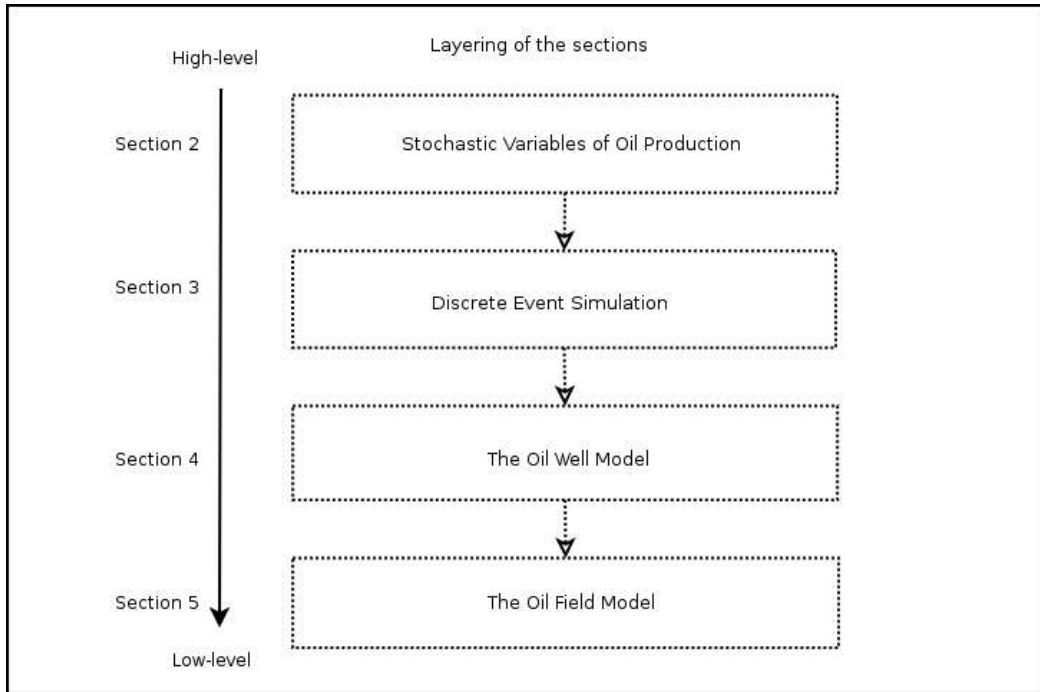 Layering of the sections
High-level
Section 2
Stochastic Variables of Oil Production
Section 3
Discrete Event Simulation
Section 4
The Oil Well Model
Section 5
The Oil Field Model
Low-level